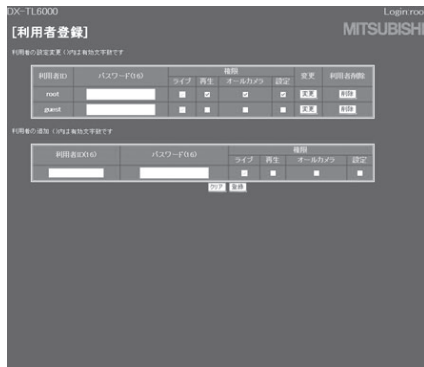 DX-TL6000
Login:roo
[利用者登録]
MITSUBISHI
利用者の設定変更 ( )内は有効文字数です
利用者ID パスワード(16) 権限 変更 利用者削除
ライブ 再生 オールカメラ 設定
root 変更 削除
guest 変更 削除
利用者の追加 ( )内は有効文字数です
利用者ID(16) パスワード(16) 権限
ライブ 再生 オールカメラ 設定
クリア 登録